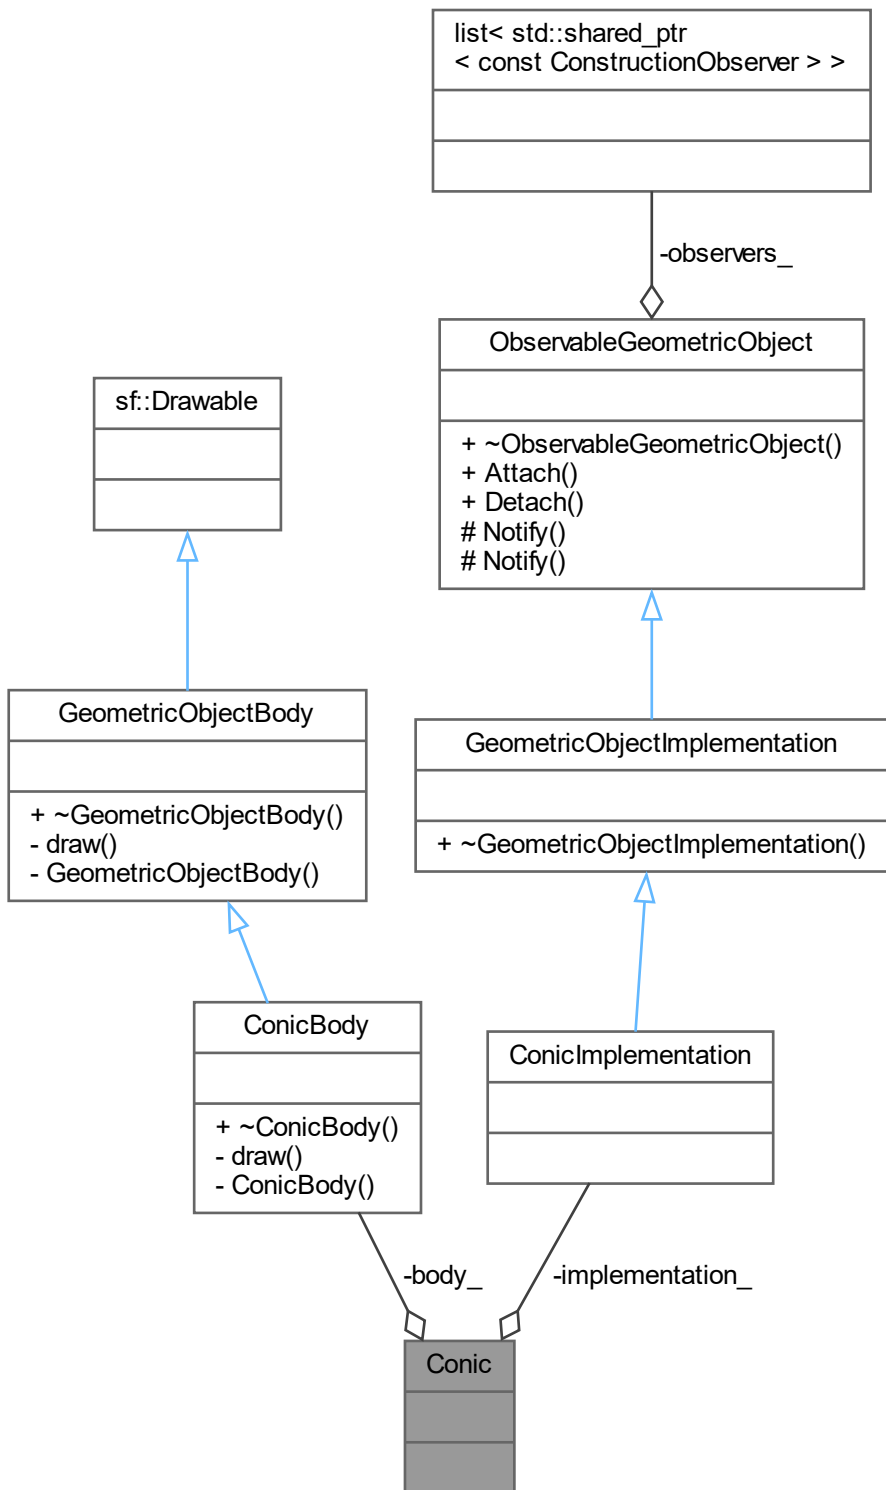 list< std::shared_ptr
< const ConstructionObserver > >
-observers_
ObservableGeometricObject
+ ~ObservableGeometricObject()
+ Attach()
+ Detach()
# Notify()
# Notify()
sf::Drawable
GeometricObjectBody
+ ~GeometricObjectBody()
- draw()
- GeometricObjectBody()
GeometricObjectImplementation
+ ~GeometricObjectImplementation()
ConicBody
+ ~ConicBody()
- draw()
- ConicBody()
ConicImplementation
-body_
-implementation_
Conic